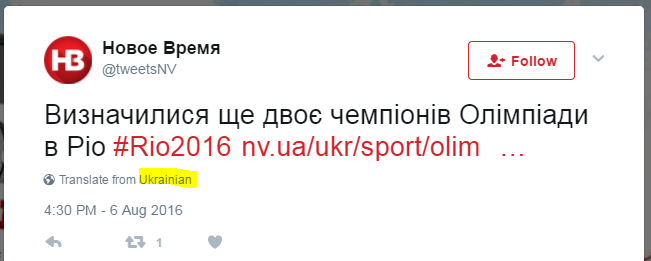 НВ
Новое Время
@tweetsNV
Follow
Визначилися ще двоє чемпіонів Олімпіади
в Ріо #Rio2016 nv.ua/ukr/sport/olim …
Translate from Ukrainian
4:30 PM - 6 Aug 2016
1